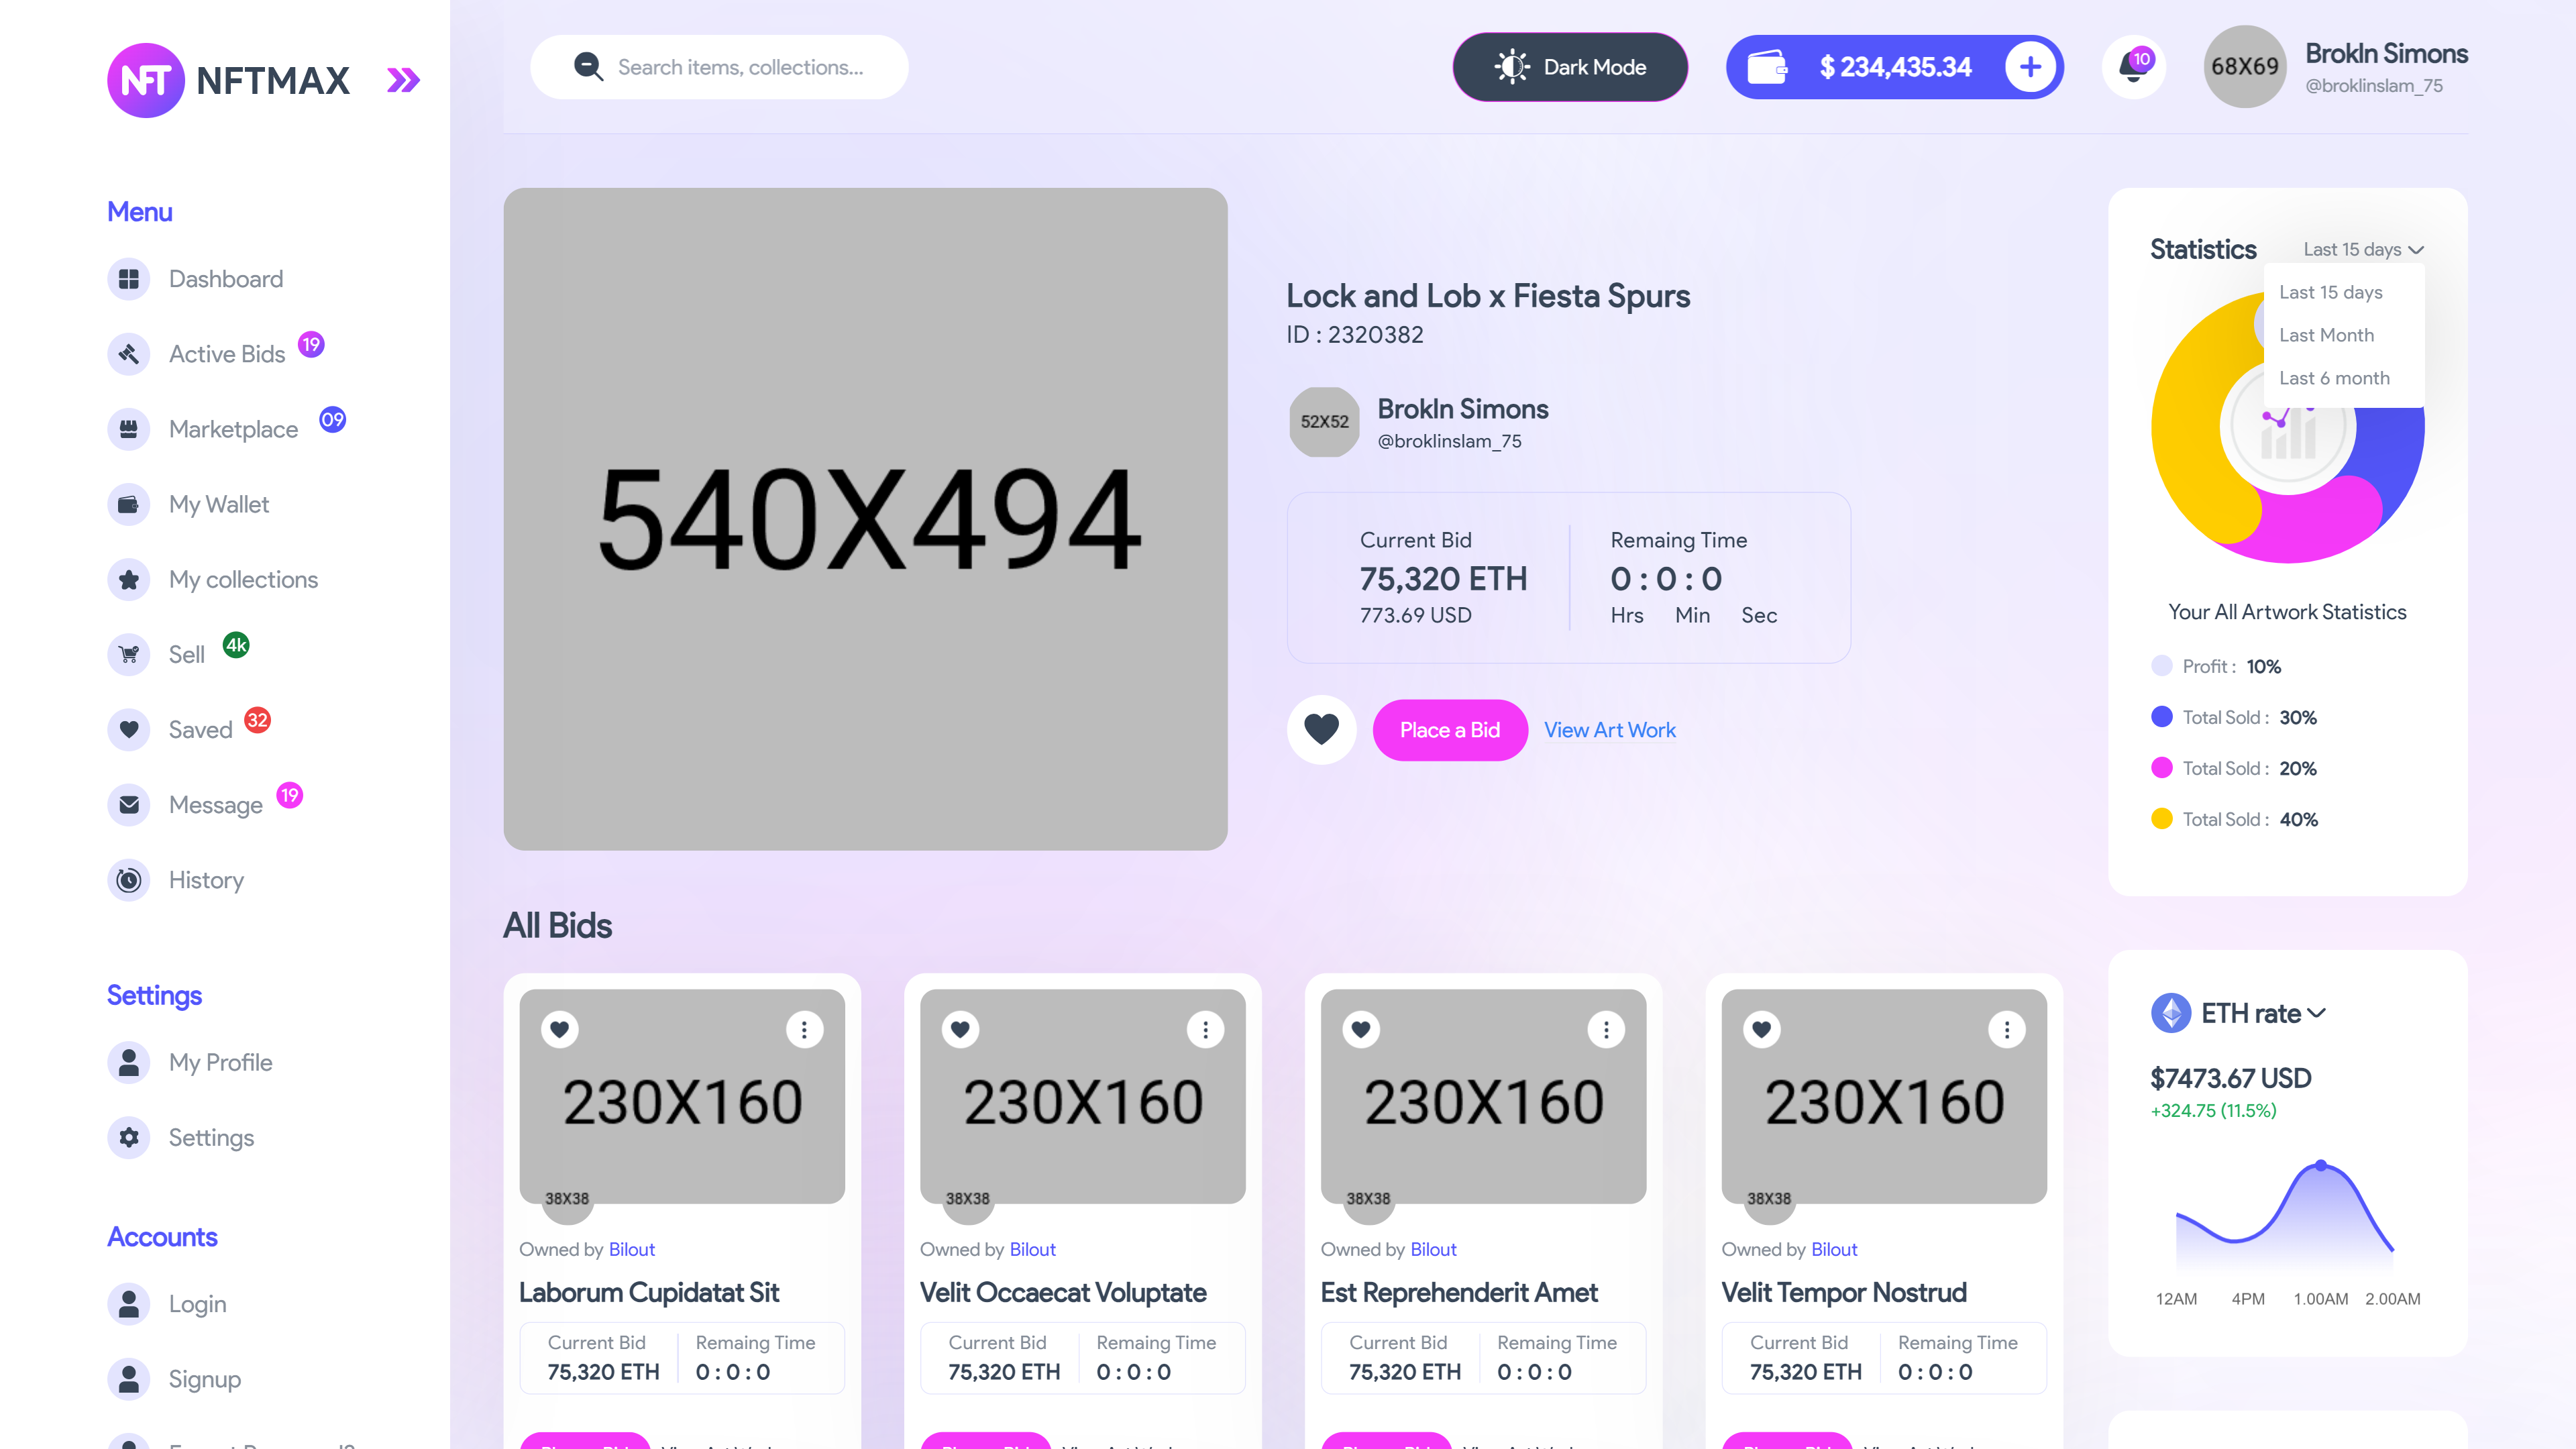 NFT NFTMAX
Menu
Dashboard
Active Bids 19
Marketplace 09
My Wallet
My collections
Sell 4k
Saved 32
Message 19
History
Settings
My Profile
Settings
Accounts
Login
Signup
Search items, collections...
Dark Mode
$ 234,435.34
10
68X69
Brokln Simons
@broklinslam_75
540X494
Lock and Lob x Fiesta Spurs
ID : 2320382
52X52
Brokln Simons
@broklinslam_75
Current Bid
75,320 ETH
773.69 USD
Remaing Time
0 : 0 : 0
Hrs Min Sec
Place a Bid
View Art Work
All Bids
230X160
38X38
Owned by Bilout
Laborum Cupidatat Sit
Current Bid Remaing Time
75,320 ETH 0 : 0 : 0
230X160
38X38
Owned by Bilout
Velit Occaecat Voluptate
Current Bid Remaing Time
75,320 ETH 0 : 0 : 0
230X160
38X38
Owned by Bilout
Est Reprehenderit Amet
Current Bid Remaing Time
75,320 ETH 0 : 0 : 0
230X160
38X38
Owned by Bilout
Velit Tempor Nostrud
Current Bid Remaing Time
75,320 ETH 0 : 0 : 0
Statistics
Last 15 days
Last 15 days
Last Month
Last 6 month
Your All Artwork Statistics
Profit : 10%
Total Sold : 30%
Total Sold : 20%
Total Sold : 40%
ETH rate
$7473.67 USD
+324.75 (11.5%)
12AM 4PM 1.00AM 2.00AM